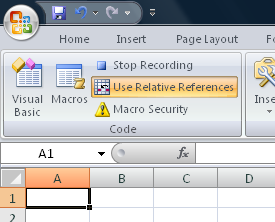 Home Insert Page Layout
Visual Basic
Macros
Stop Recording
Use Relative References
Macro Security
Inse
Code
A1 fx
A B C D
1
2